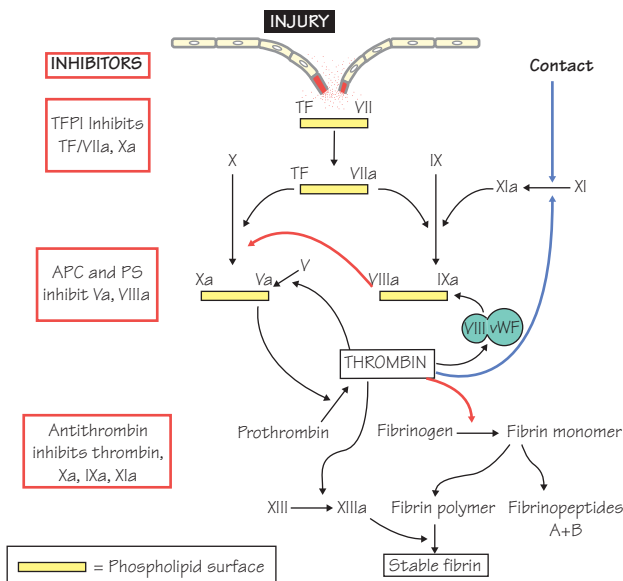 INJURY
INHIBITORS
Contact
TFPI Inhibits
TF/VIIa, Xa
TF VII
X
TF VIIa
IX
XIa
XI
APC and PS
inhibit Va, VIIIa
Xa Va
V
VIIIa IXa
VIII vWF
THROMBIN
Antithrombin
inhibits thrombin,
Xa, IXa, XIa
Prothrombin
Fibrinogen
Fibrin monomer
XIII
XIIIa
Fibrin polymer
Fibrinopeptides
A+B
Stable fibrin
= Phospholipid surface